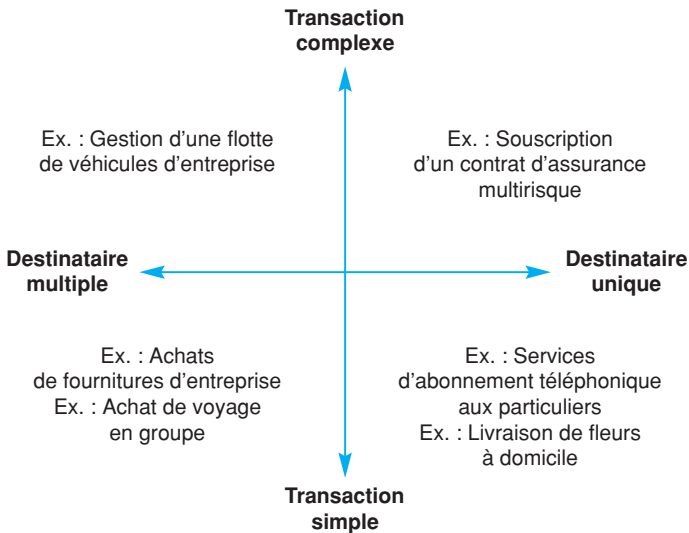 Transaction
complexe
Ex. : Gestion d'une flotte
de véhicules d'entreprise
Ex. : Souscription
d'un contrat d'assurance
multirisque
Destinataire
multiple
Destinataire
unique
Ex. : Achats
de fournitures d'entreprise
Ex. : Achat de voyage
en groupe
Ex. : Services
d'abonnement téléphonique
aux particuliers
Ex. : Livraison de fleurs
à domicile
Transaction
simple